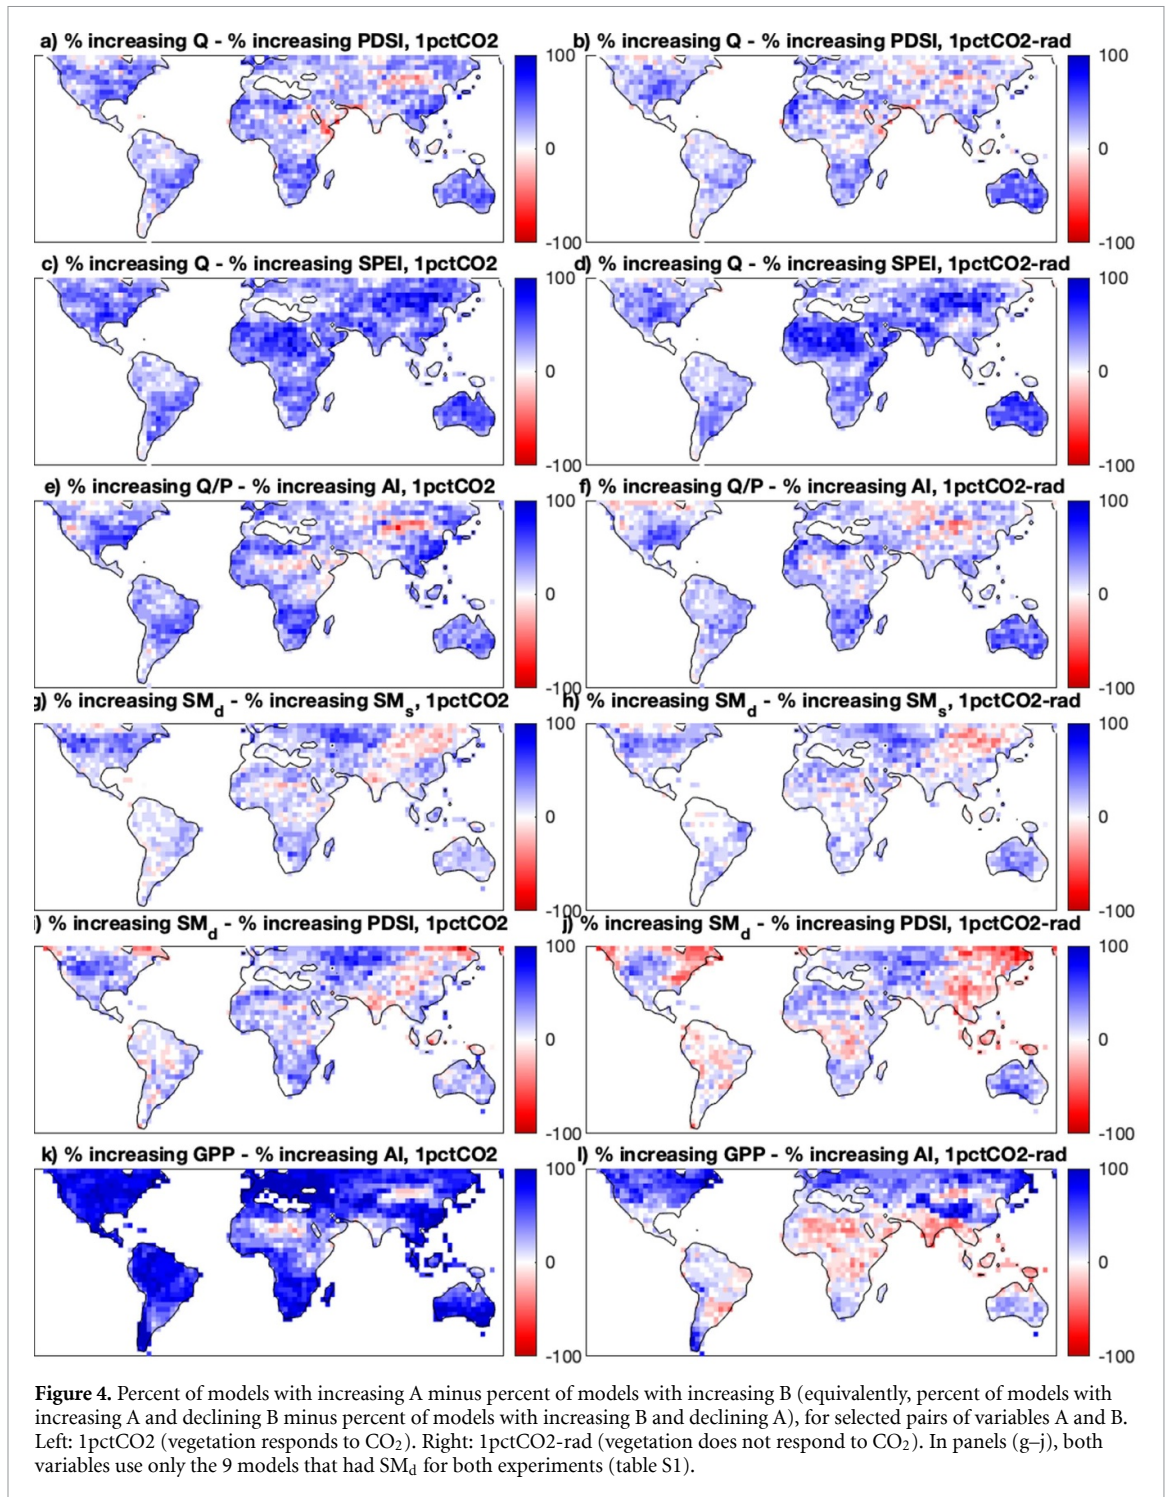 a) % increasing Q - % increasing PDSI, 1pctCO2
100
0
-100
b) % increasing Q - % increasing PDSI, 1pctCO2-rad
100
0
-100
c) % increasing Q - % increasing SPEI, 1pctCO2
100
0
-100
d) % increasing Q - % increasing SPEI, 1pctCO2-rad
100
0
-100
e) % increasing Q/P - % increasing AI, 1pctCO2
100
0
-100
f) % increasing Q/P - % increasing AI, 1pctCO2-rad
100
0
-100
g) % increasing SMd - % increasing SMs, 1pctCO2
100
0
-100
h) % increasing SMd - % increasing SMs, 1pctCO2-rad
100
0
-100
i) % increasing SMd - % increasing PDSI, 1pctCO2
100
0
-100
j) % increasing SMd - % increasing PDSI, 1pctCO2-rad
100
0
-100
k) % increasing GPP - % increasing AI, 1pctCO2
100
0
-100
l) % increasing GPP - % increasing AI, 1pctCO2-rad
100
0
-100
Figure 4. Percent of models with increasing A minus percent of models with increasing B (equivalently, percent of models with
increasing A and declining B minus percent of models with increasing B and declining A), for selected pairs of variables A and B.
Left: 1pctCO2 (vegetation responds to CO₂). Right: 1pctCO2-rad (vegetation does not respond to CO₂). In panels (g–j), both
variables use only the 9 models that had SMd for both experiments (table S1).